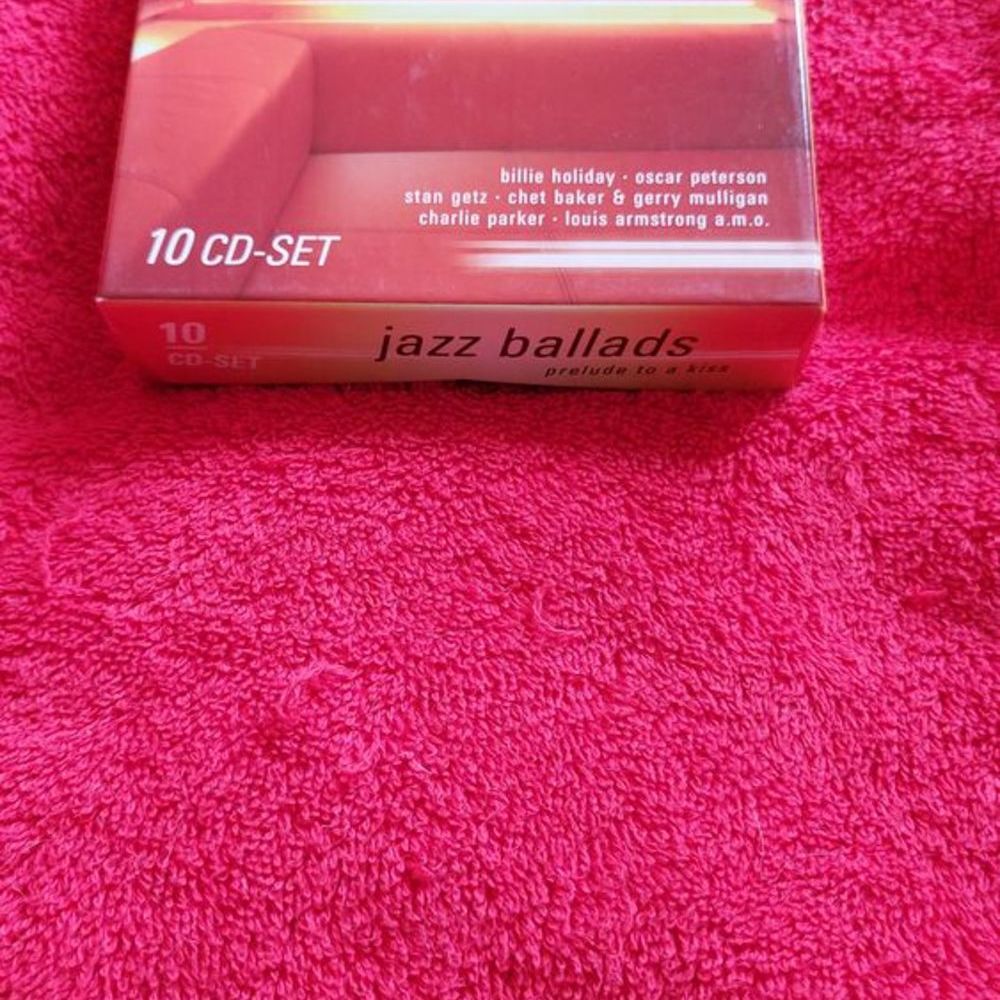 billie holiday · oscar peterson
stan getz · chet baker & gerry mulligan
charlie parker · louis armstrong a.m.o.
10 CD-SET
10
CD-SET
jazz ballads
prelude to a kiss